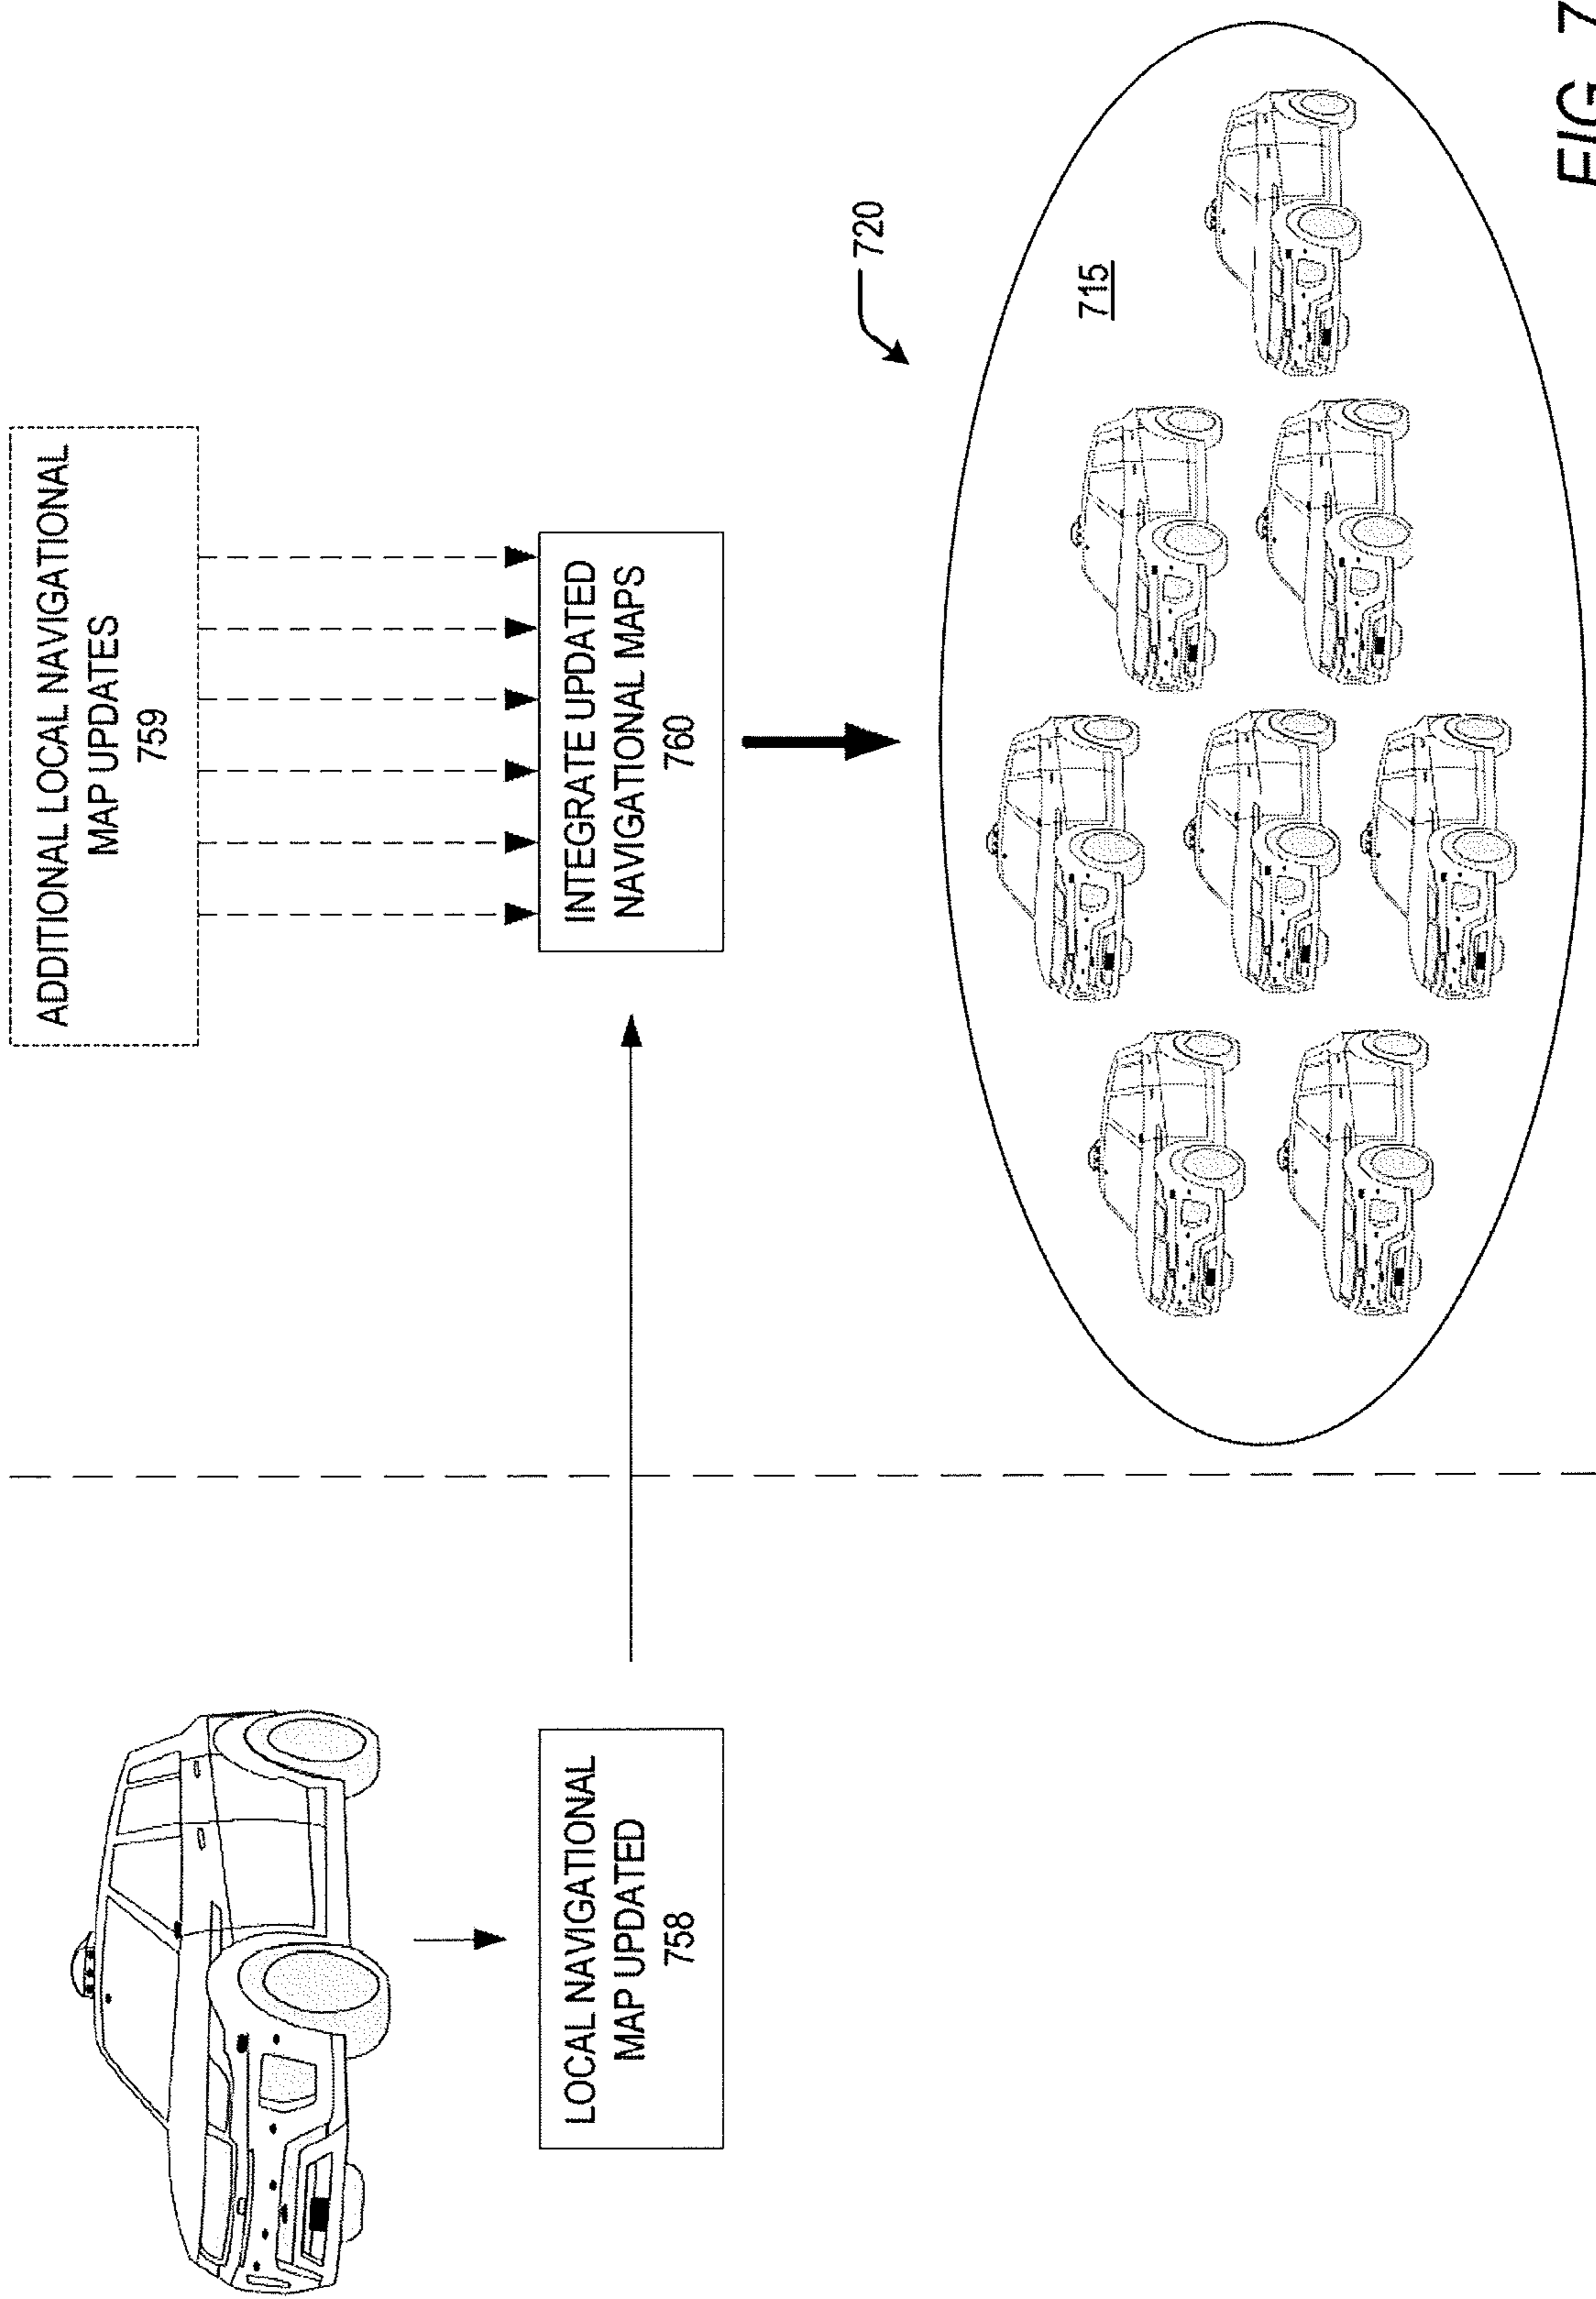 ADDITIONAL LOCAL NAVIGATIONAL
MAP UPDATES
759
LOCAL NAVIGATIONAL
MAP UPDATED
758
INTEGRATE UPDATED
NAVIGATIONAL MAPS
760
720
715
FIG. 7